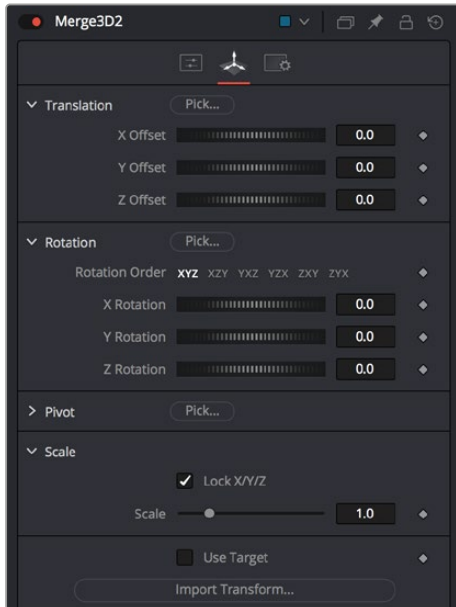 Merge3D2
Translation Pick...
X Offset 0.0
Y Offset 0.0
Z Offset 0.0
Rotation Pick...
Rotation Order XYZ XZY YXZ YZX ZXY ZYX
X Rotation 0.0
Y Rotation 0.0
Z Rotation 0.0
Pivot Pick...
Scale
Lock X/Y/Z
Scale 1.0
Use Target
Import Transform...